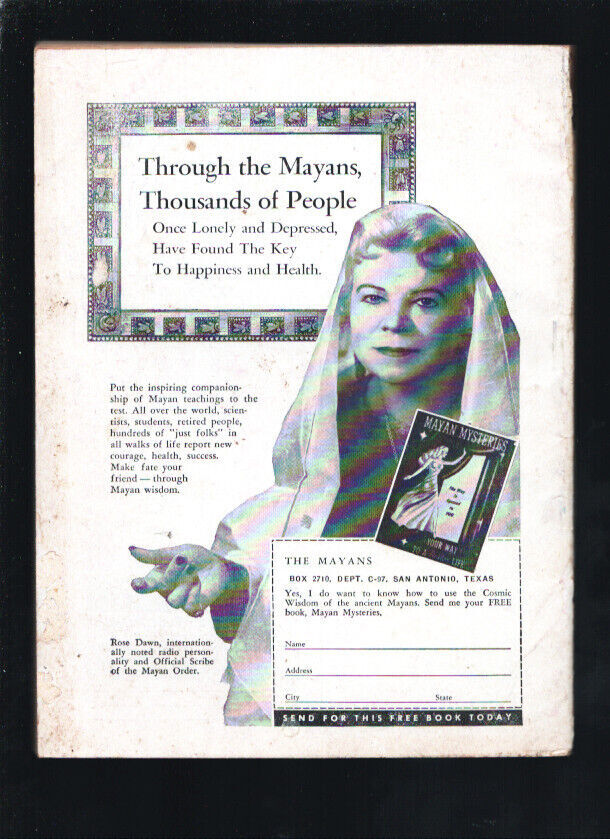 Through the Mayans,
Thousands of People
Once Lonely and Depressed,
Have Found The Key
To Happiness and Health.
Put the inspiring companion-
ship of Mayan teachings to the
test. All over the world, scien-
tists, students, retired people,
hundreds of "just folks" in
all walks of life report new
courage, health, success.
Make fate your
friend — through
Mayan wisdom.
MAYAN MYSTERIES
YOUR WAY
Rose Dawn, internation-
ally noted radio person-
ality and Official Scribe
of the Mayan Order.
THE MAYANS
BOX 2710, DEPT. C-97, SAN ANTONIO, TEXAS
Yes, I do want to know how to use the Cosmic
Wisdom of the ancient Mayans. Send me your FREE
book, Mayan Mysteries.
Name
Address
City State
SEND FOR THIS FREE BOOK TODAY